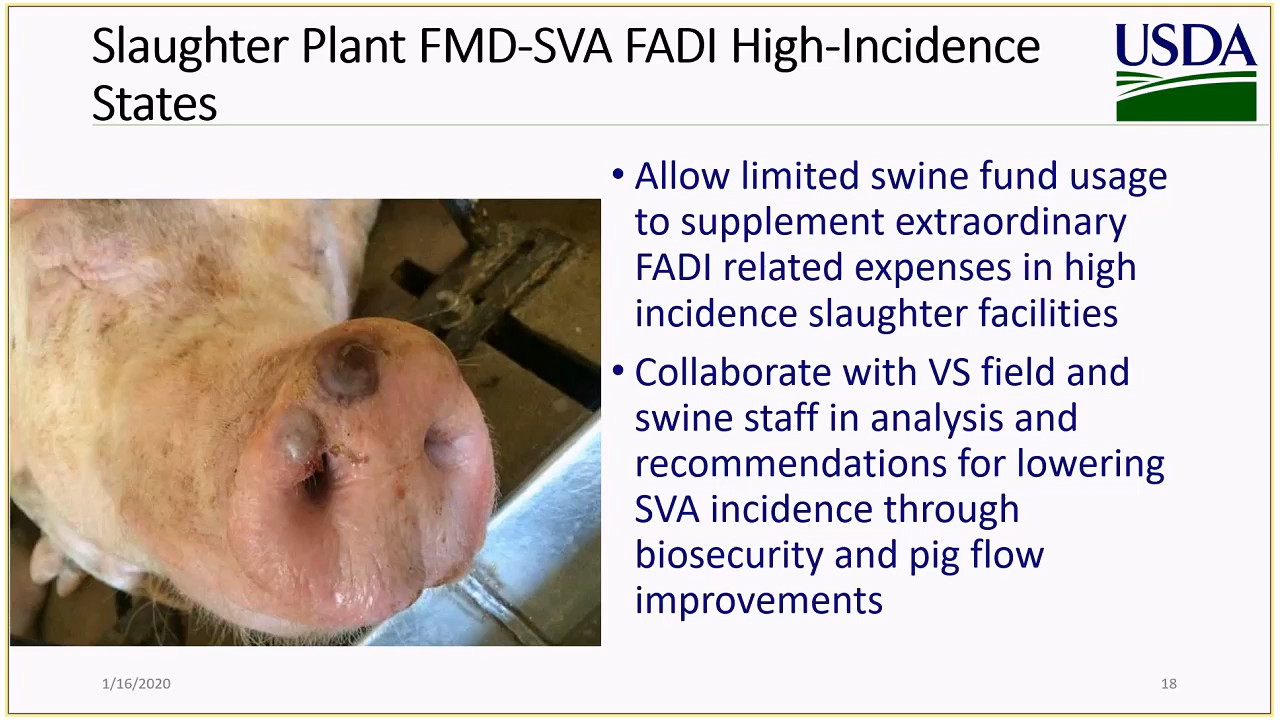 Slaughter Plant FMD-SVA FADI High-Incidence
States
USDA
• Allow limited swine fund usage
to supplement extraordinary
FADI related expenses in high
incidence slaughter facilities
• Collaborate with VS field and
swine staff in analysis and
recommendations for lowering
SVA incidence through
biosecurity and pig flow
improvements
1/16/2020
18